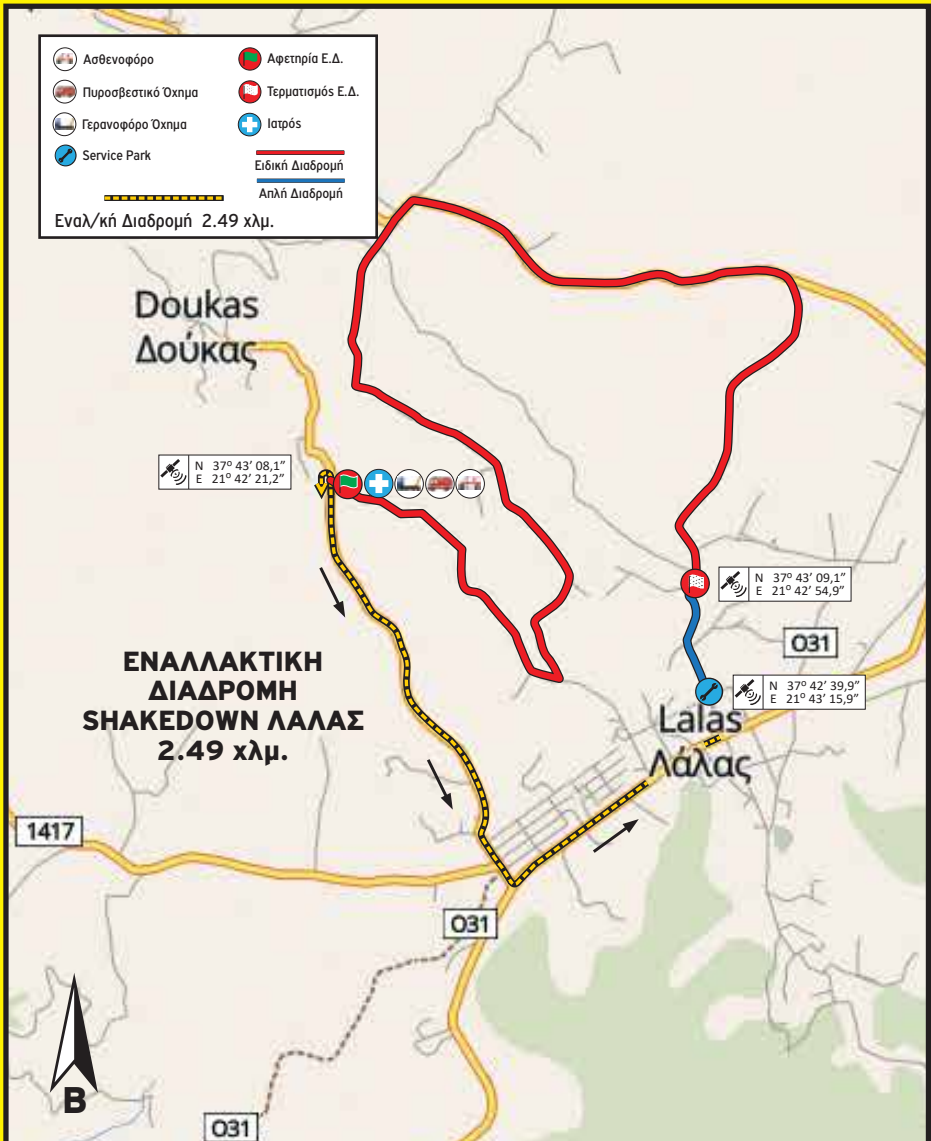 Ασθενοφόρο
Αφετηρία Ε.Δ.
Πυροσβεστικό Όχημα
Τερματισμός Ε.Δ.
Γερανοφόρο Όχημα
Ιατρός
Service Park
Ειδική Διαδρομή
Απλή Διαδρομή
Εναλ/κή Διαδρομή 2.49 χλμ.
Doukas
Δούκας
N 37° 43' 08,1"
E 21° 42' 21,2"
N 37° 43' 09,1"
E 21° 42' 54,9"
O31
ΕΝΑΛΛΑΚΤΙΚΗ
ΔΙΑΔΡΟΜΗ
SHAKEDOWN ΛΑΛΑΣ
2.49 χλμ.
N 37° 42' 39,9"
E 21° 43' 15,9"
Lalas
Λάλας
1417
O31
B
O31